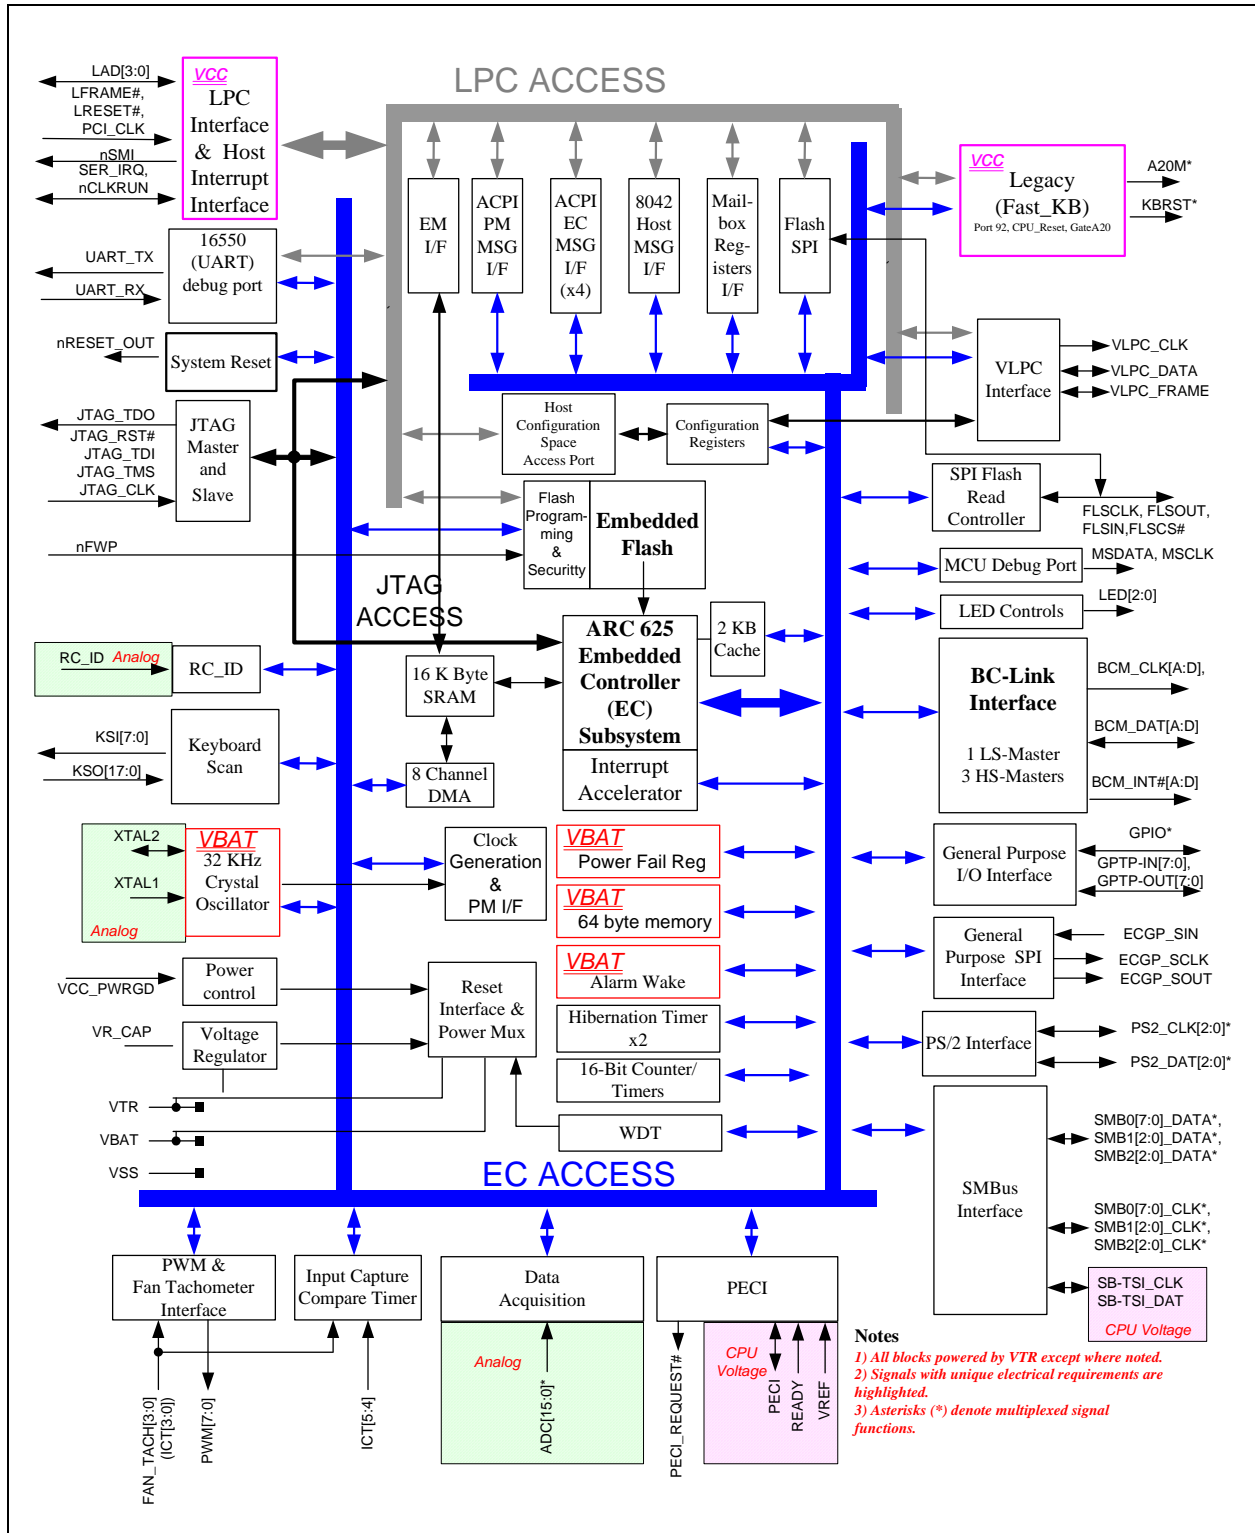 LPC ACCESS
LAD[3:0]
LFRAME#,
LRESET#,
PCI_CLK
nSMI
SER_IRQ,
nCLKRUN
VCC
LPC
Interface
& Host
Interrupt
Interface
EM
I/F
ACPI
PM
MSG
I/F
ACPI
EC
MSG
I/F
(x4)
8042
Host
MSG
I/F
Mail-
box
Reg-
isters
I/F
Flash
SPI
VCC
Legacy
(Fast_KB)
Port 92, CPU_Reset, GateA20
A20M*
KBRST*
UART_TX
UART_RX
16550
(UART)
debug port
nRESET_OUT
System Reset
VLPC
Interface
VLPC_CLK
VLPC_DATA
VLPC_FRAME
JTAG_TDO
JTAG_RST#
JTAG_TDI
JTAG_TMS
JTAG_CLK
JTAG
Master
and
Slave
Host
Configuration
Space
Access Port
Configuration
Registers
SPI Flash
Read
Controller
FLSCLK, FLSOUT,
FLSIN,FLSCS#
nFWP
Flash
Program-
ming
&
Securitty
Embedded
Flash
MCU Debug Port
MSDATA, MSCLK
JTAG
ACCESS
LED Controls
LED[2:0]
RC_ID
Analog
RC_ID
16 K Byte
SRAM
ARC 625
Embedded
Controller
(EC)
Subsystem
2 KB
Cache
BC-Link
Interface
1 LS-Master
3 HS-Masters
BCM_CLK[A:D],
BCM_DAT[A:D]
BCM_INT#[A:D]
KSI[7:0]
KSO[17:0]
Keyboard
Scan
8 Channel
DMA
Interrupt
Accelerator
XTAL2
XTAL1
Analog
VBAT
32 KHz
Crystal
Oscillator
Clock
Generation
&
PM I/F
VBAT
Power Fail Reg
General Purpose
I/O Interface
GPIO*
GPTP-IN[7:0],
GPTP-OUT[7:0]
VBAT
64 byte memory
General
Purpose SPI
Interface
ECGP_SIN
ECGP_SCLK
ECGP_SOUT
VBAT
Alarm Wake
VCC_PWRGD
Power
control
Reset
Interface &
Power Mux
Hibernation Timer
x2
VR_CAP
Voltage
Regulator
PS/2 Interface
PS2_CLK[2:0]*
PS2_DAT[2:0]*
16-Bit Counter/
Timers
VTR
VBAT
VSS
WDT
EC ACCESS
SMBus
Interface
SMB0[7:0]_DATA*,
SMB1[2:0]_DATA*,
SMB2[2:0]_DATA*
SMB0[7:0]_CLK*,
SMB1[2:0]_CLK*,
SMB2[2:0]_CLK*
SB-TSI_CLK
SB-TSI_DAT
CPU Voltage
PWM &
Fan Tachometer
Interface
Input Capture
Compare Timer
Data
Acquisition
PECI
FAN_TACH[3:0]
(ICT[3:0])
PWM[7:0]
ICT[5:4]
Analog
ADC[15:0]*
PECI_REQUEST#
CPU
Voltage
PECI
READY
VREF
Notes
1) All blocks powered by VTR except where noted.
2) Signals with unique electrical requirements are
highlighted.
3) Asterisks (*) denote multiplexed signal
functions.